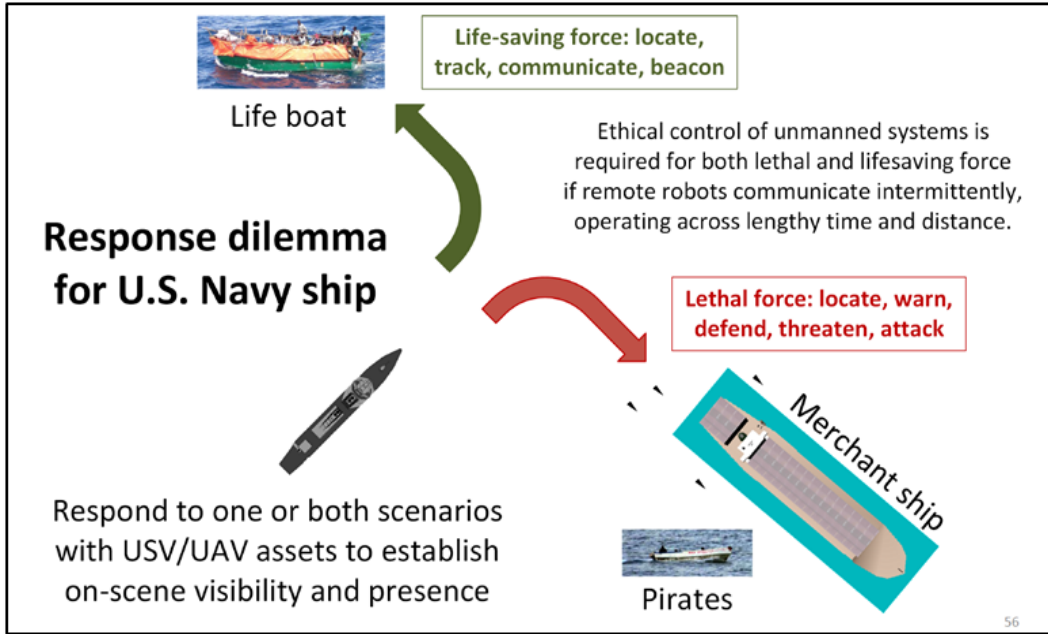 Life-saving force: locate,
track, communicate, beacon
Life boat
Ethical control of unmanned systems is
required for both lethal and lifesaving force
if remote robots communicate intermittently,
operating across lengthy time and distance.
Response dilemma
for U.S. Navy ship
Lethal force: locate, warn,
defend, threaten, attack
Merchant ship
Respond to one or both scenarios
with USV/UAV assets to establish
on-scene visibility and presence
Pirates
56